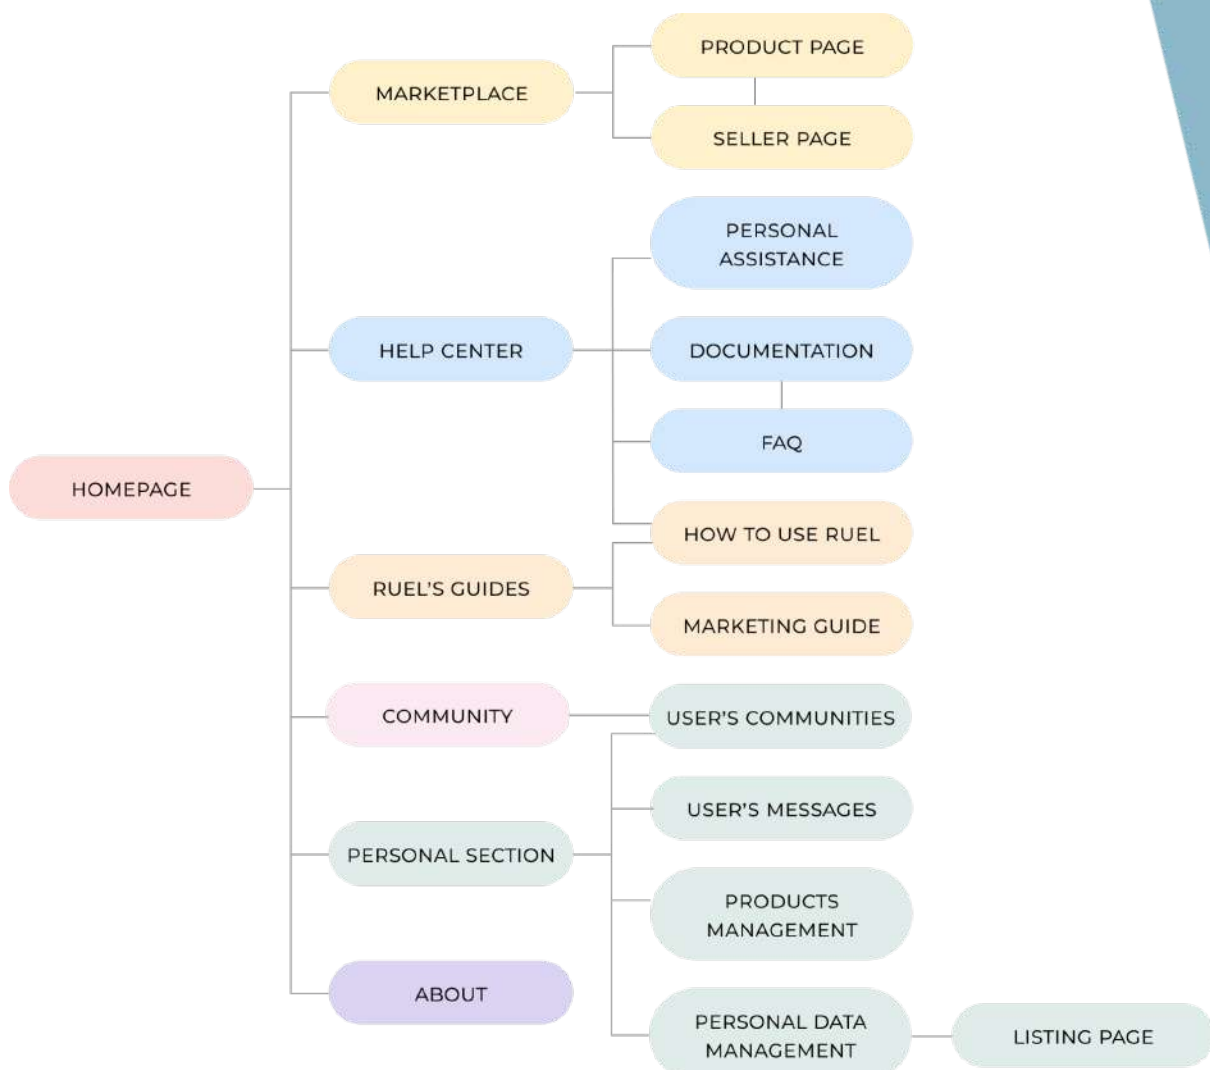 PRODUCT PAGE
MARKETPLACE
SELLER PAGE
PERSONAL
ASSISTANCE
HELP CENTER
DOCUMENTATION
FAQ
HOMEPAGE
HOW TO USE RUEL
RUEL’S GUIDES
MARKETING GUIDE
COMMUNITY
USER’S COMMUNITIES
USER’S MESSAGES
PERSONAL SECTION
PRODUCTS
MANAGEMENT
ABOUT
PERSONAL DATA
MANAGEMENT
LISTING PAGE